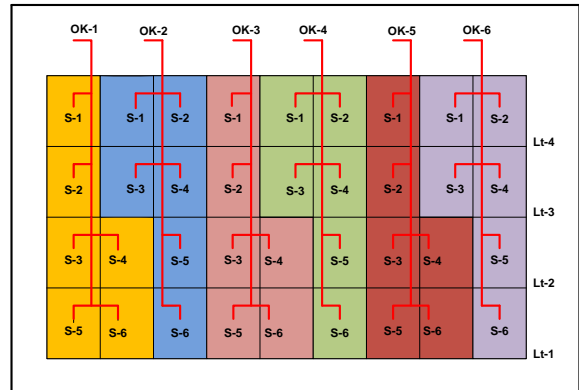 OK-1 OK-2 OK-3 OK-4 OK-5 OK-6
S-1 S-1 S-2 S-1 S-1 S-2 S-1 S-1 S-2
Lt-4
S-2 S-3 S-4 S-2 S-3 S-4 S-2 S-3 S-4
Lt-3
S-3 S-4 S-5 S-3 S-4 S-5 S-3 S-4 S-5
Lt-2
S-5 S-6 S-6 S-5 S-6 S-6 S-5 S-6 S-6
Lt-1